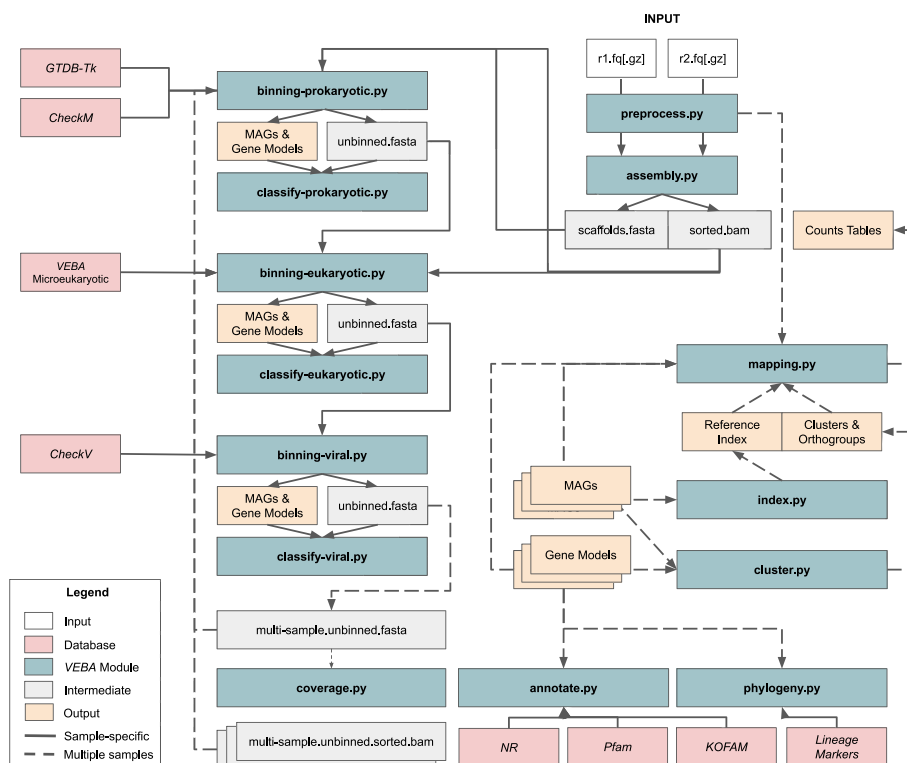 INPUT
r1.fq[.gz]
r2.fq[.gz]
GTDB-Tk
CheckM
binning-prokaryotic.py
MAGs &
Gene Models
unbinned.fasta
classify-prokaryotic.py
preprocess.py
assembly.py
scaffolds.fasta
sorted.bam
Counts Tables
VEBA
Microeukaryotic
binning-eukaryotic.py
MAGs &
Gene Models
unbinned.fasta
classify-eukaryotic.py
mapping.py
Reference
Index
Clusters &
Orthogroups
CheckV
binning-viral.py
MAGs &
Gene Models
unbinned.fasta
classify-viral.py
MAGs
index.py
Gene Models
cluster.py
multi-sample.unbinned.fasta
coverage.py
multi-sample.unbinned.sorted.bam
annotate.py
phylogeny.py
NR
Pfam
KOFAM
Lineage
Markers
Legend
Input
Database
VEBA Module
Intermediate
Output
Sample-specific
Multiple samples